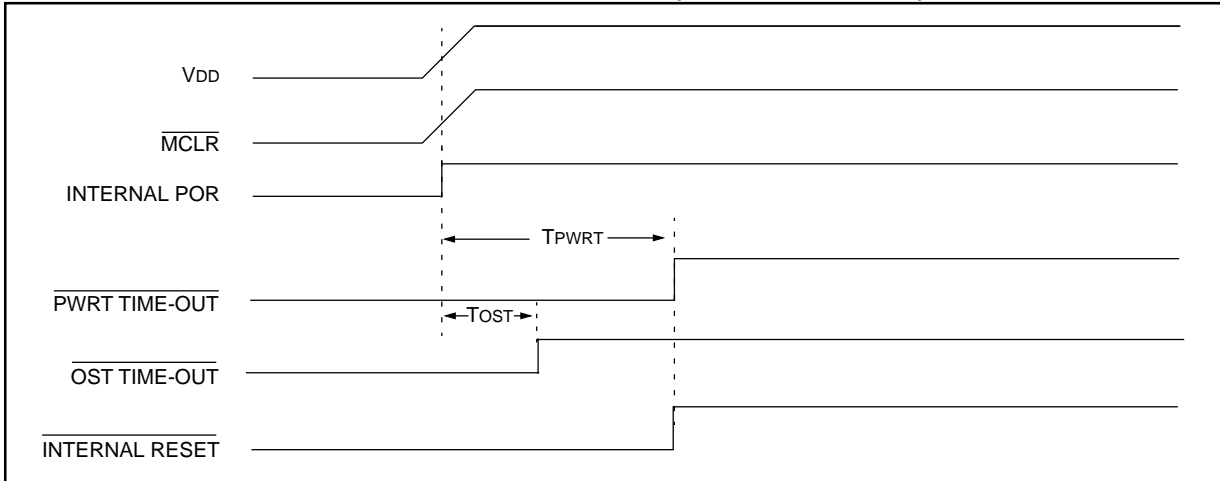 VDD
MCLR
INTERNAL POR
TPWRT
PWRT TIME-OUT
TOST
OST TIME-OUT
INTERNAL RESET